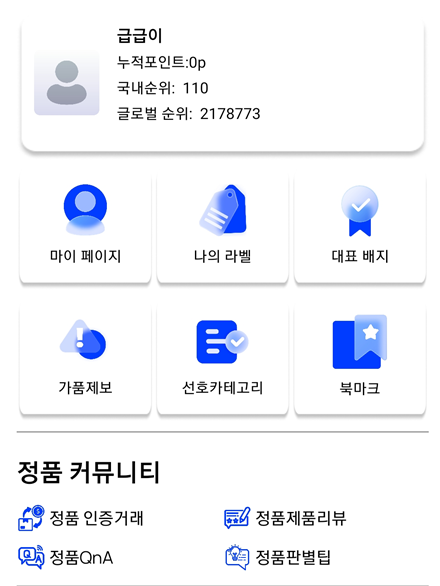 급급이
누적포인트:0p
국내순위: 110
글로벌 순위: 2178773
마이 페이지
나의 라벨
대표 배지
가품제보
선호카테고리
북마크
정품 커뮤니티
정품 인증거래
정품제품리뷰
정품QnA
정품판별팁